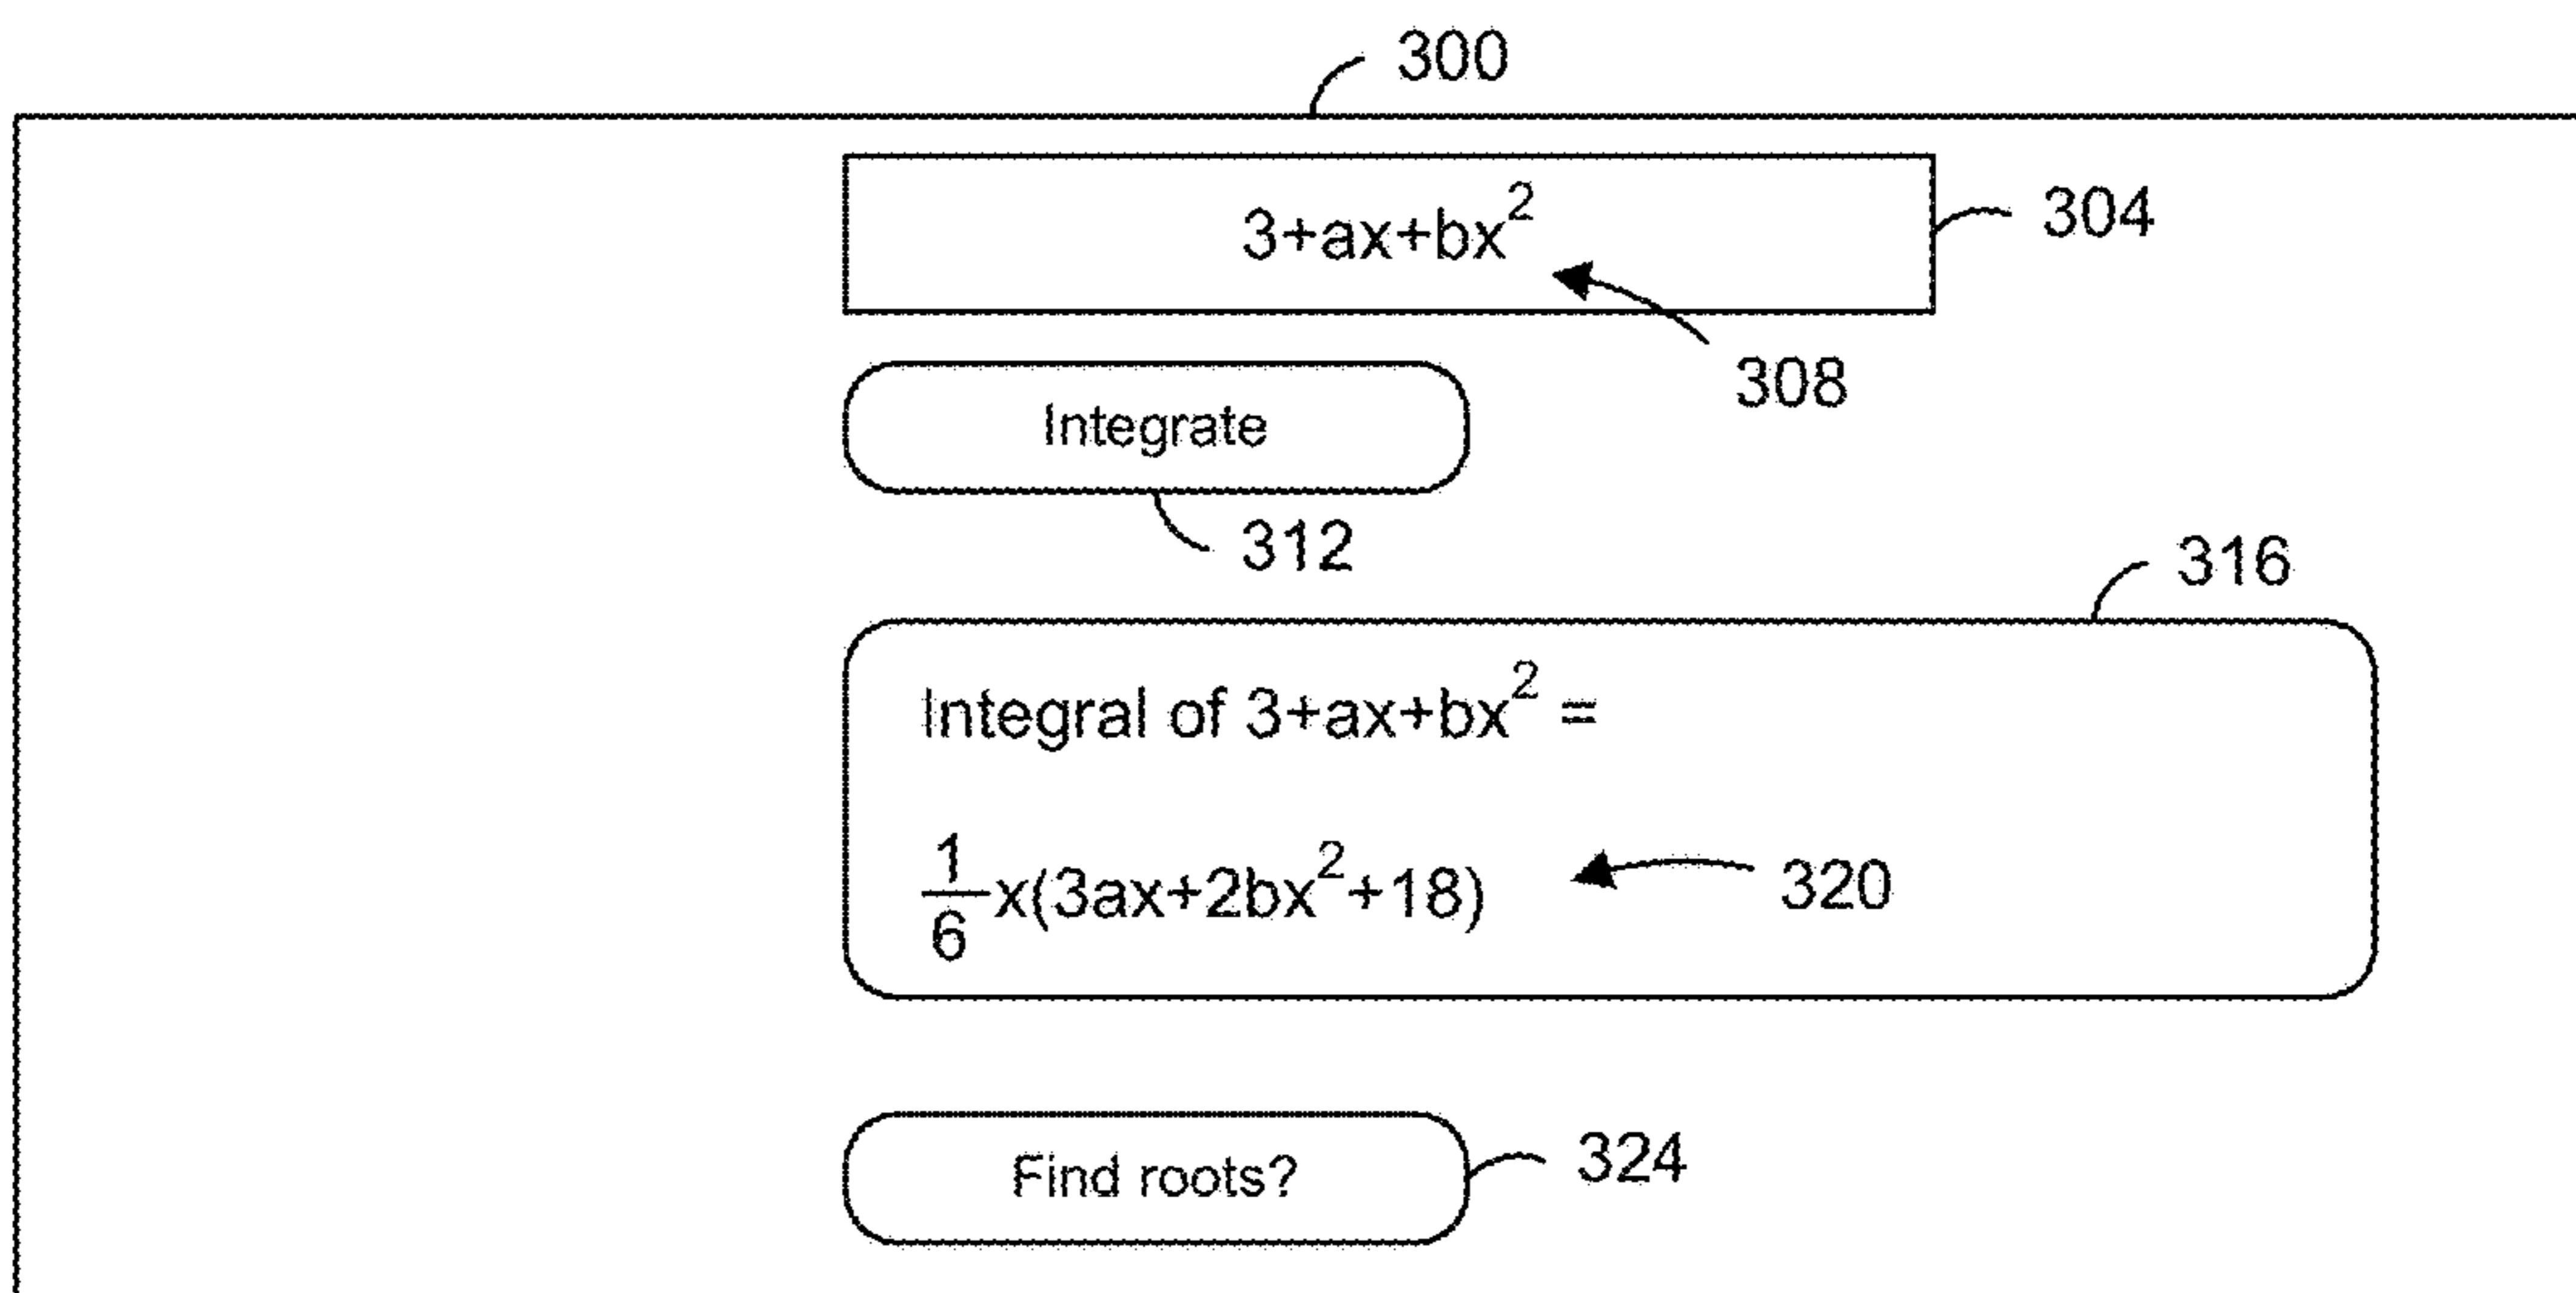 300
3+ax+bx²
304
308
Integrate
312
316
Integral of 3+ax+bx² =
1/6 x(3ax+2bx²+18)
320
Find roots?
324